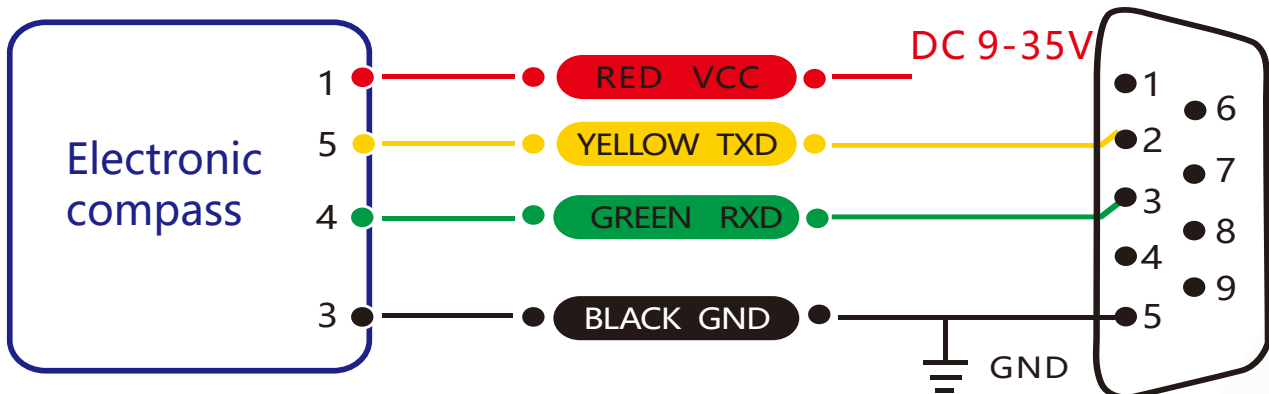 DC 9-35V
1 RED VCC 1
6
Electronic
compass
5 YELLOW TXD 2
7
4 GREEN RXD 3
8
4
9
3 BLACK GND 5
GND